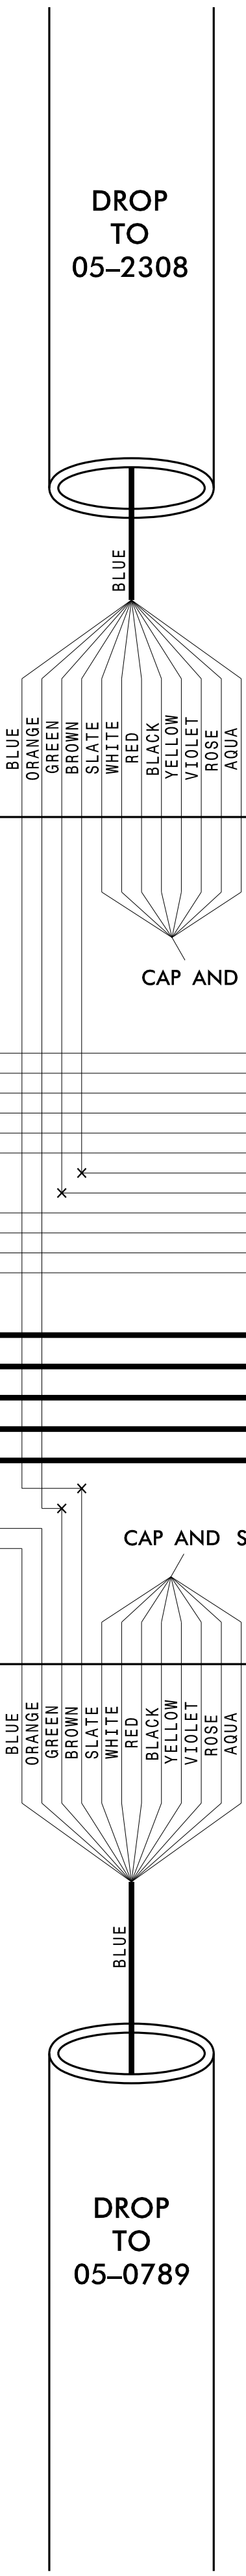 DROP
TO
05–2308
BLUE
BLUE
ORANGE
GREEN
BROWN
SLATE
WHITE
RED
BLACK
YELLOW
VIOLET
ROSE
AQUA
CAP AND
CAP AND S
BLUE
ORANGE
GREEN
BROWN
SLATE
WHITE
RED
BLACK
YELLOW
VIOLET
ROSE
AQUA
BLUE
DROP
TO
05–0789